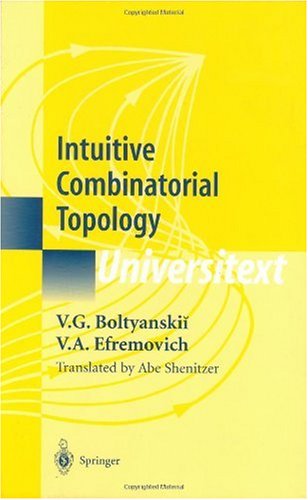 Intuitive
Combinatorial
Topology
Universitext
V.G. Boltyanskiĭ
V.A. Efremovich
Translated by Abe Shenitzer
Springer